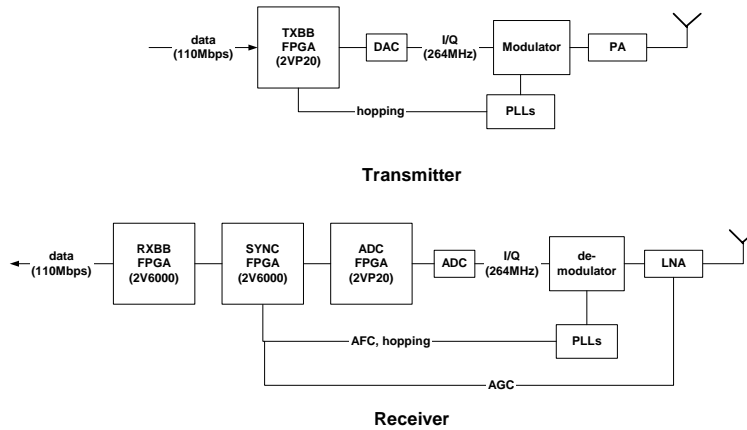 data
(110Mbps)
TXBB
FPGA
(2VP20)
DAC
I/Q
(264MHz)
Modulator
PA
hopping
PLLs
Transmitter
data
(110Mbps)
RXBB
FPGA
(2V6000)
SYNC
FPGA
(2V6000)
ADC
FPGA
(2VP20)
ADC
I/Q
(264MHz)
de-
modulator
LNA
AFC, hopping
PLLs
AGC
Receiver